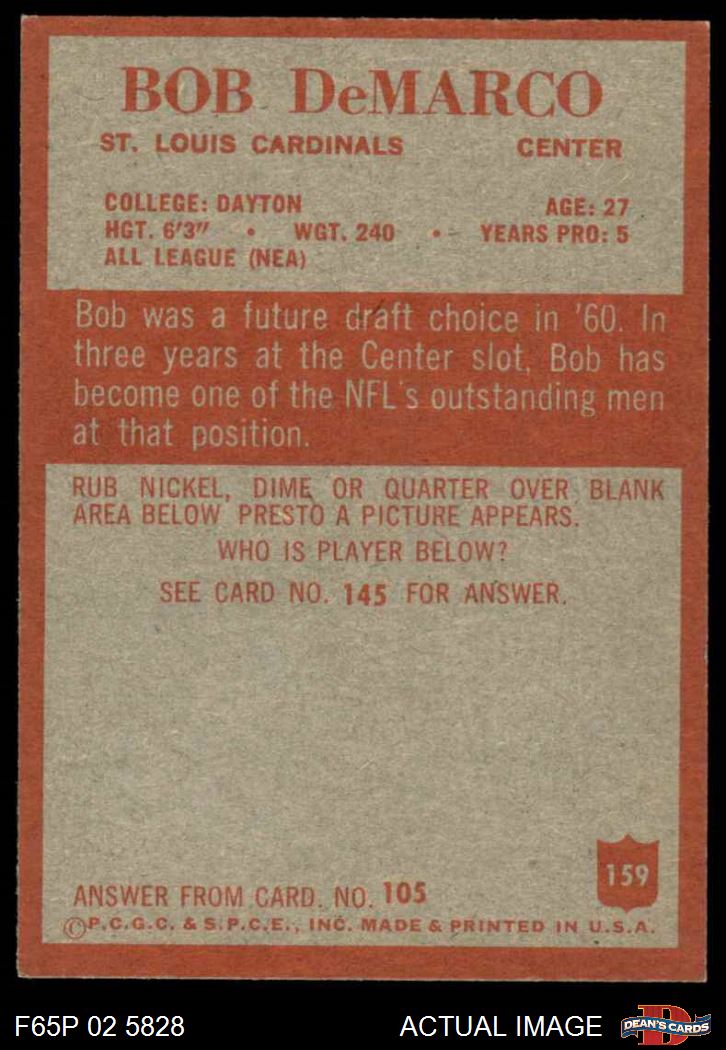 BOB DeMARCO
ST. LOUIS CARDINALS CENTER
COLLEGE: DAYTON AGE: 27
HGT. 6'3" • WGT. 240 • YEARS PRO: 5
ALL LEAGUE (NEA)
Bob was a future draft choice in '60. In
three years at the Center slot, Bob has
become one of the NFL's outstanding men
at that position.
RUB NICKEL, DIME OR QUARTER OVER BLANK
AREA BELOW PRESTO A PICTURE APPEARS.
WHO IS PLAYER BELOW?
SEE CARD NO. 145 FOR ANSWER.
159
ANSWER FROM CARD. NO. 105
©P.C.G.C. & S.P.C.E., INC. MADE & PRINTED IN U.S.A.
F65P 02 5828 ACTUAL IMAGE D DEAN'S CARDS